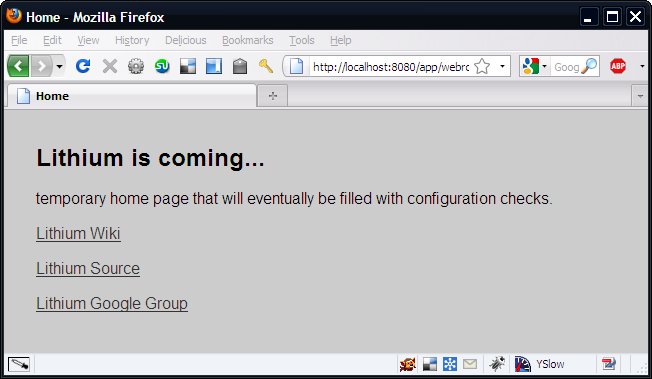 Home - Mozilla Firefox
File Edit View History Delicious Bookmarks Tools Help
http://localhost:8080/app/webrc Goog ABP
Home
Lithium is coming...
temporary home page that will eventually be filled with configuration checks.
Lithium Wiki
Lithium Source
Lithium Google Group
YSlow